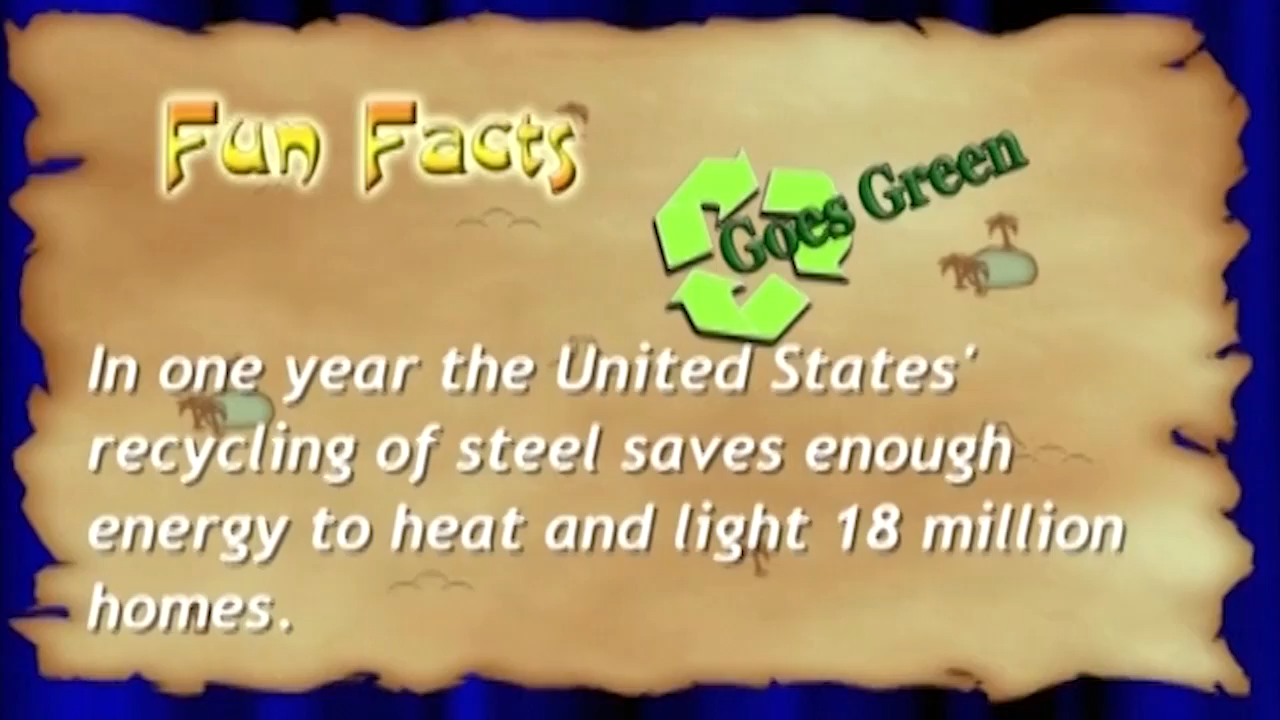 Fun Facts
Goes Green
In one year the United States'
recycling of steel saves enough
energy to heat and light 18 million
homes.